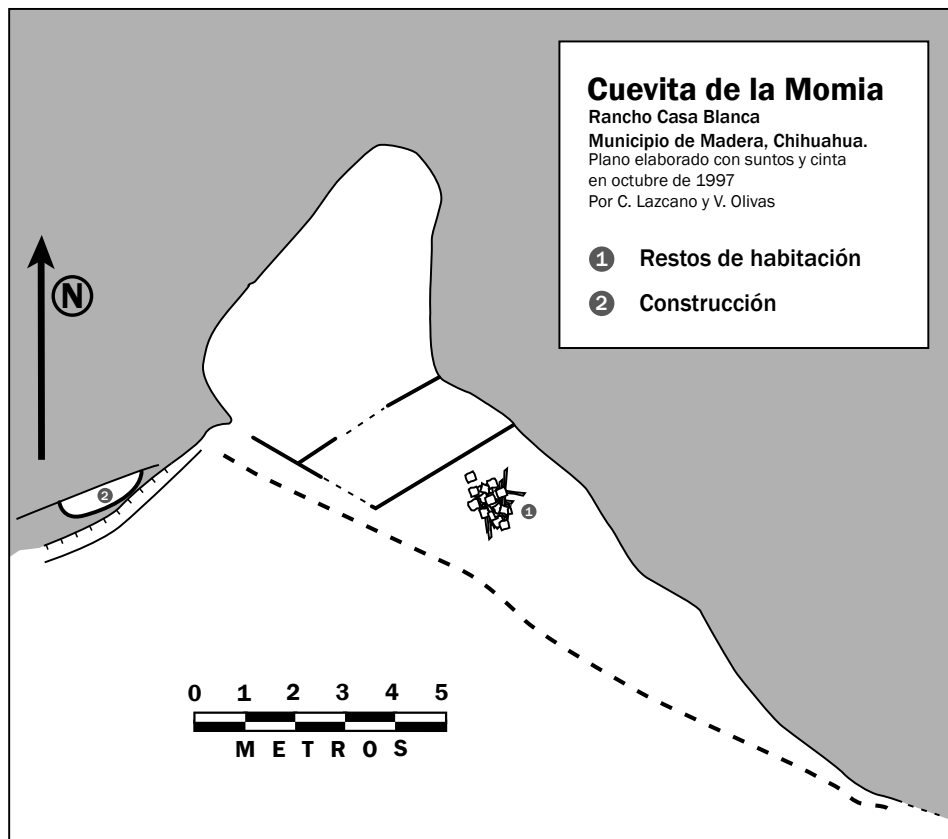 Cuevita de la Momia
Rancho Casa Blanca
Municipio de Madera, Chihuahua.
Plano elaborado con suntos y cinta
en octubre de 1997
Por C. Lazcano y V. Olivas
1 Restos de habitación
2 Construcción
N
2
1
0 1 2 3 4 5
METROS